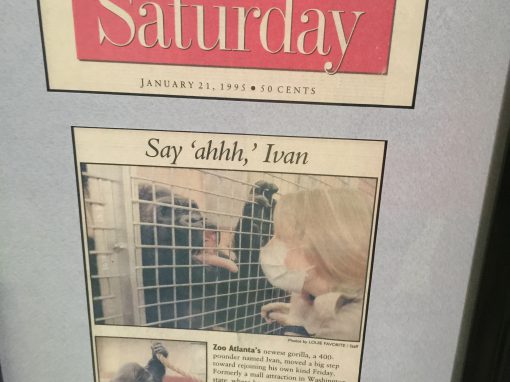 Saturday
JANUARY 21, 1995 • 50 CENTS
Say ‘ahhh,’ Ivan
Photos by LOUIE FAVORITE / Staff
Zoo Atlanta's newest gorilla, a 400-
pounder named Ivan, moved a big step
toward rejoining his own kind Friday.
Formerly a mall attraction in Washington
state, where